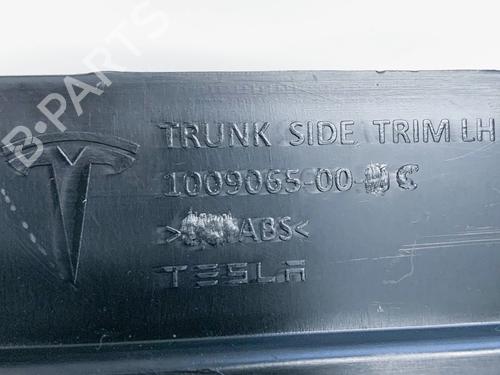 B-PARTS
TRUNK SIDE TRIM LH
1009065-00- C
> ABS<
TESLA